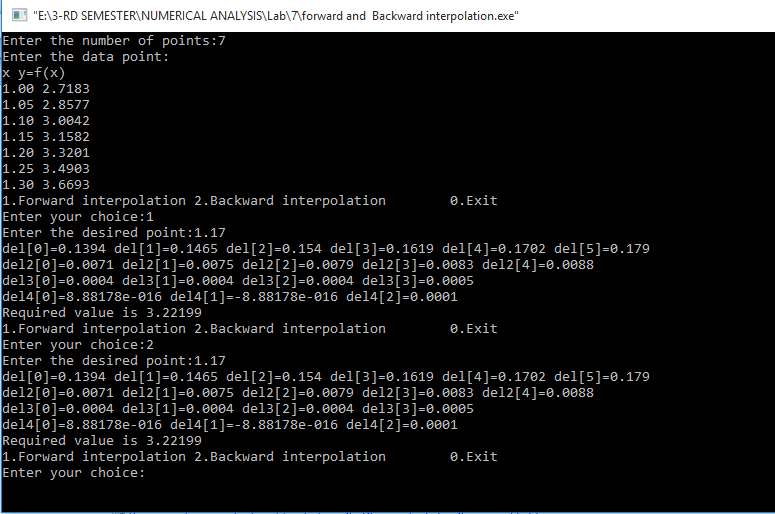 "E:\3-RD SEMESTER\NUMERICAL ANALYSIS\Lab\7\forward and  Backward interpolation.exe"
Enter the number of points:7
Enter the data point:
x y=f(x)
1.00 2.7183
1.05 2.8577
1.10 3.0042
1.15 3.1582
1.20 3.3201
1.25 3.4903
1.30 3.6693
1.Forward interpolation 2.Backward interpolation        0.Exit
Enter your choice:1
Enter the desired point:1.17
del[0]=0.1394 del[1]=0.1465 del[2]=0.154 del[3]=0.1619 del[4]=0.1702 del[5]=0.179
del2[0]=0.0071 del2[1]=0.0075 del2[2]=0.0079 del2[3]=0.0083 del2[4]=0.0088
del3[0]=0.0004 del3[1]=0.0004 del3[2]=0.0004 del3[3]=0.0005
del4[0]=8.88178e-016 del4[1]=-8.88178e-016 del4[2]=0.0001
Required value is 3.22199
1.Forward interpolation 2.Backward interpolation        0.Exit
Enter your choice:2
Enter the desired point:1.17
del[0]=0.1394 del[1]=0.1465 del[2]=0.154 del[3]=0.1619 del[4]=0.1702 del[5]=0.179
del2[0]=0.0071 del2[1]=0.0075 del2[2]=0.0079 del2[3]=0.0083 del2[4]=0.0088
del3[0]=0.0004 del3[1]=0.0004 del3[2]=0.0004 del3[3]=0.0005
del4[0]=8.88178e-016 del4[1]=-8.88178e-016 del4[2]=0.0001
Required value is 3.22199
1.Forward interpolation 2.Backward interpolation        0.Exit
Enter your choice: